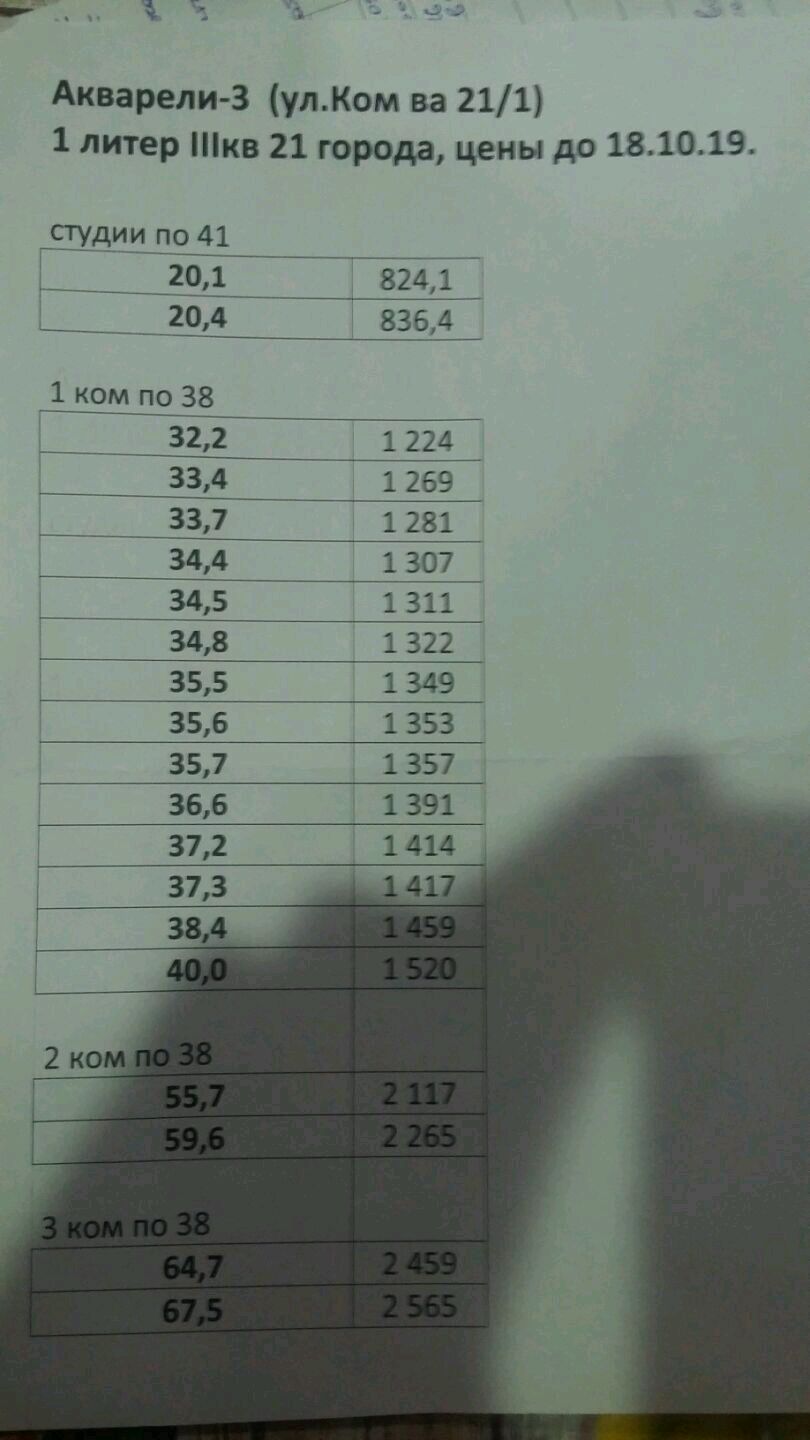 Акварели-3 (ул.Ком ва 21/1)
1 литер IIIкв 21 города, цены до 18.10.19.
студии по 41
20,1 824,1
20,4 836,4
1 ком по 38
32,2 1 224
33,4 1 269
33,7 1 281
34,4 1 307
34,5 1 311
34,8 1 322
35,5 1 349
35,6 1 353
35,7 1 357
36,6 1 391
37,2 1 414
37,3 1 417
38,4 1 459
40,0 1 520
2 ком по 38
55,7 2 117
59,6 2 265
3 ком по 38
64,7 2 459
67,5 2 565